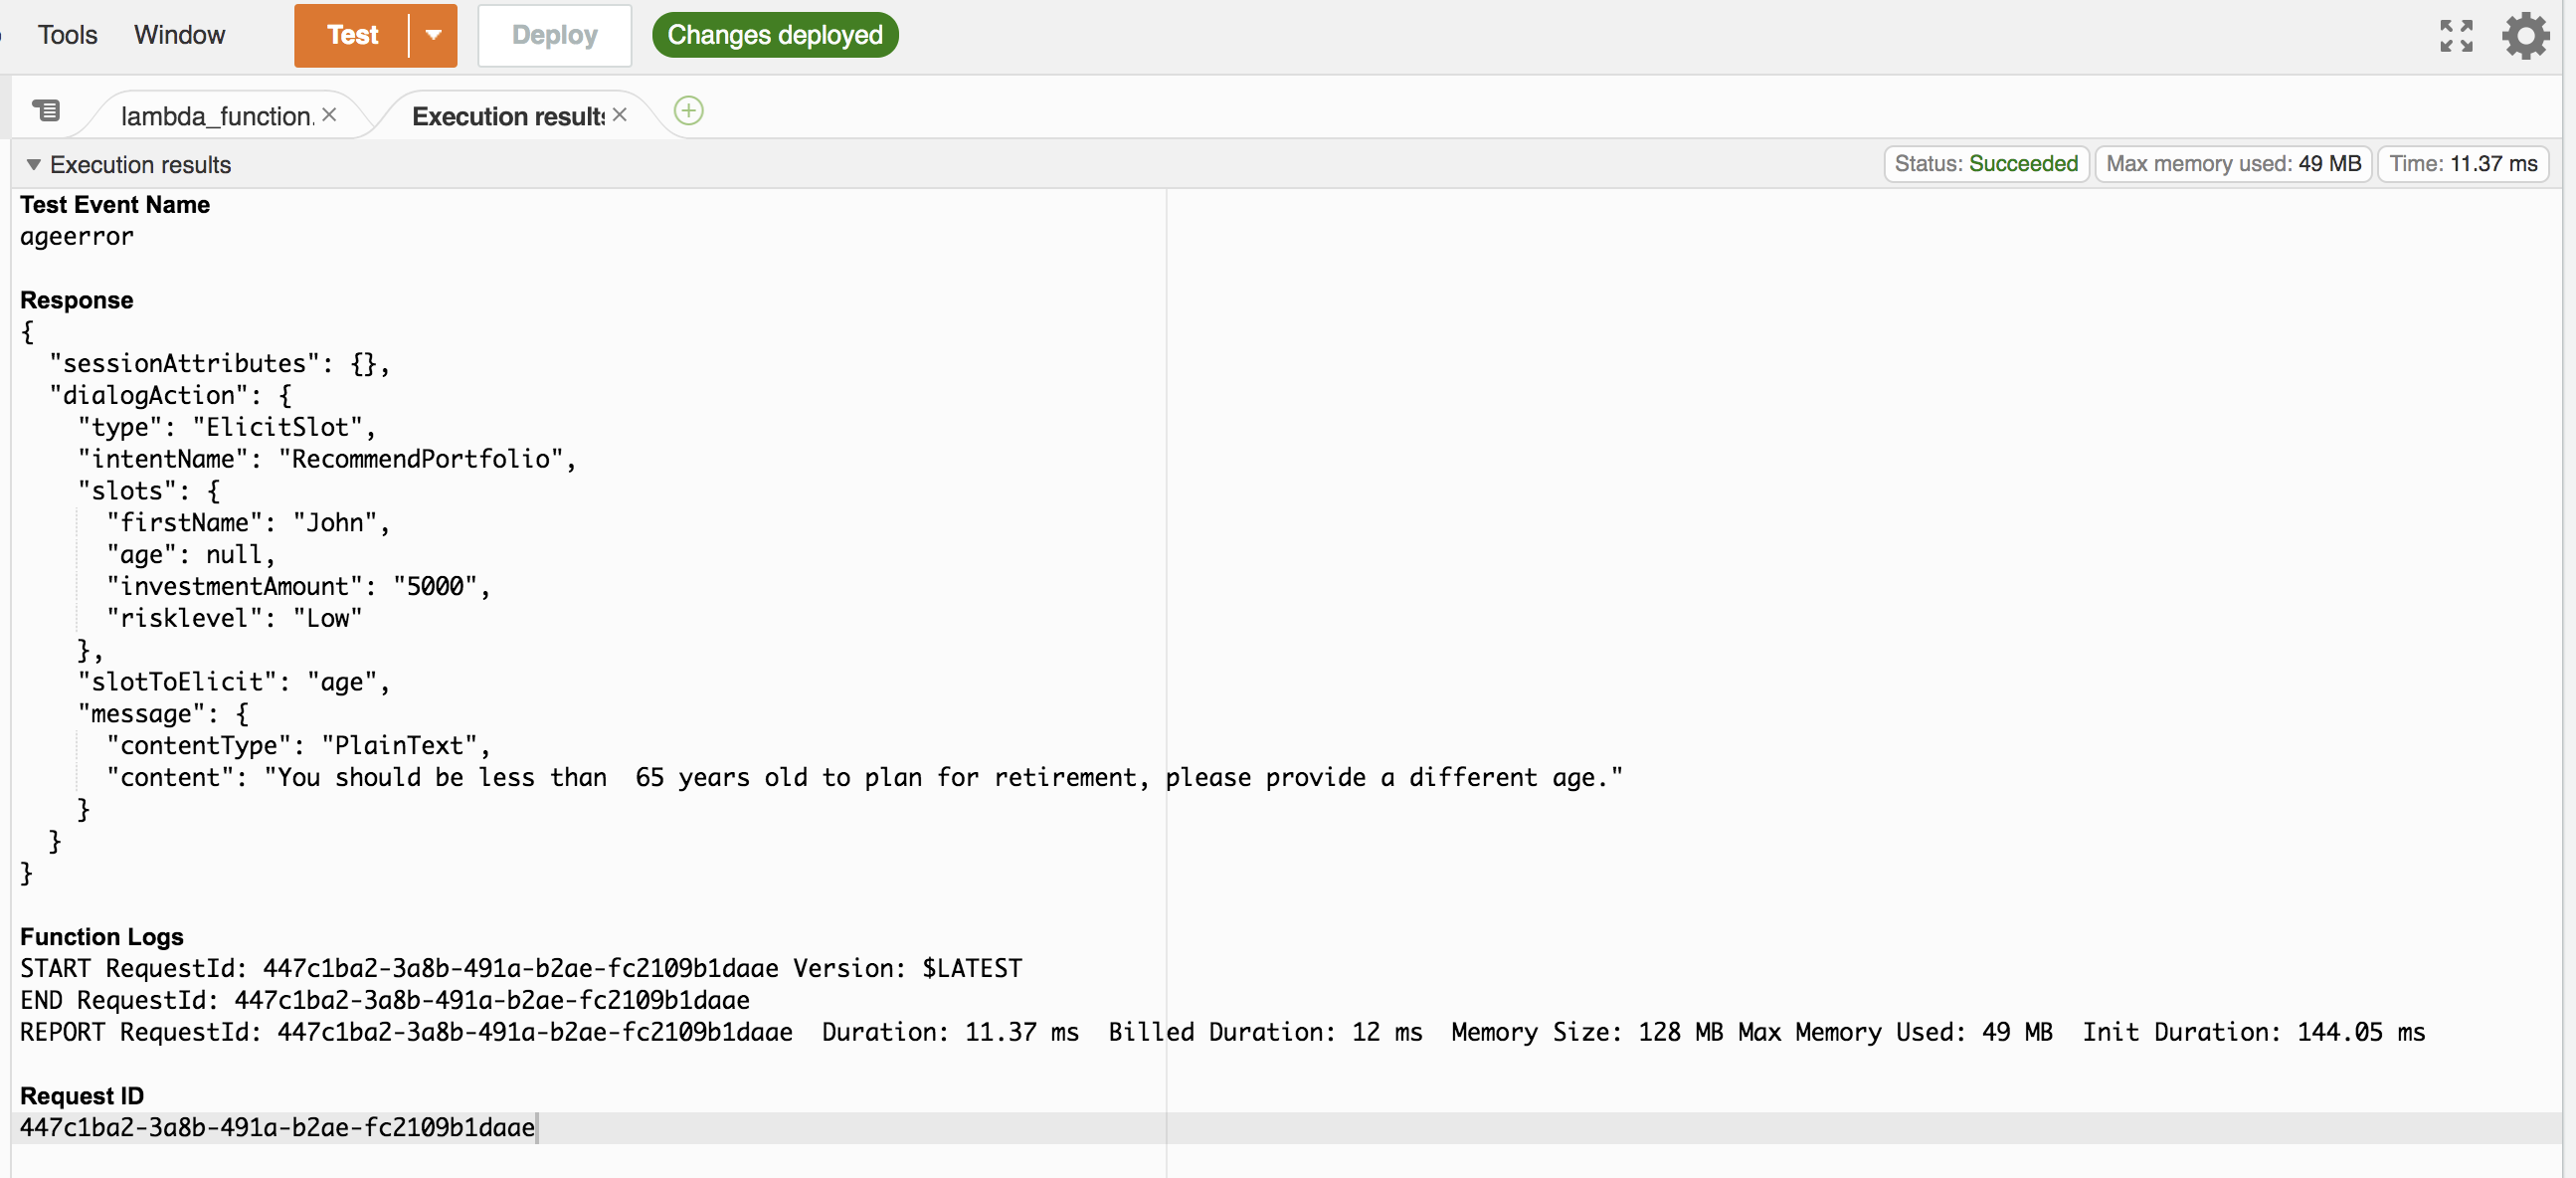 Tools Window Test Deploy Changes deployed
lambda_function. Execution results
Execution results Status: Succeeded Max memory used: 49 MB Time: 11.37 ms
Test Event Name
ageerror
Response
{
  "sessionAttributes": {},
  "dialogAction": {
    "type": "ElicitSlot",
    "intentName": "RecommendPortfolio",
    "slots": {
      "firstName": "John",
      "age": null,
      "investmentAmount": "5000",
      "risklevel": "Low"
    },
    "slotToElicit": "age",
    "message": {
      "contentType": "PlainText",
      "content": "You should be less than  65 years old to plan for retirement, please provide a different age."
    }
  }
}
Function Logs
START RequestId: 447c1ba2-3a8b-491a-b2ae-fc2109b1daae Version: $LATEST
END RequestId: 447c1ba2-3a8b-491a-b2ae-fc2109b1daae
REPORT RequestId: 447c1ba2-3a8b-491a-b2ae-fc2109b1daae  Duration: 11.37 ms  Billed Duration: 12 ms  Memory Size: 128 MB Max Memory Used: 49 MB  Init Duration: 144.05 ms
Request ID
447c1ba2-3a8b-491a-b2ae-fc2109b1daae